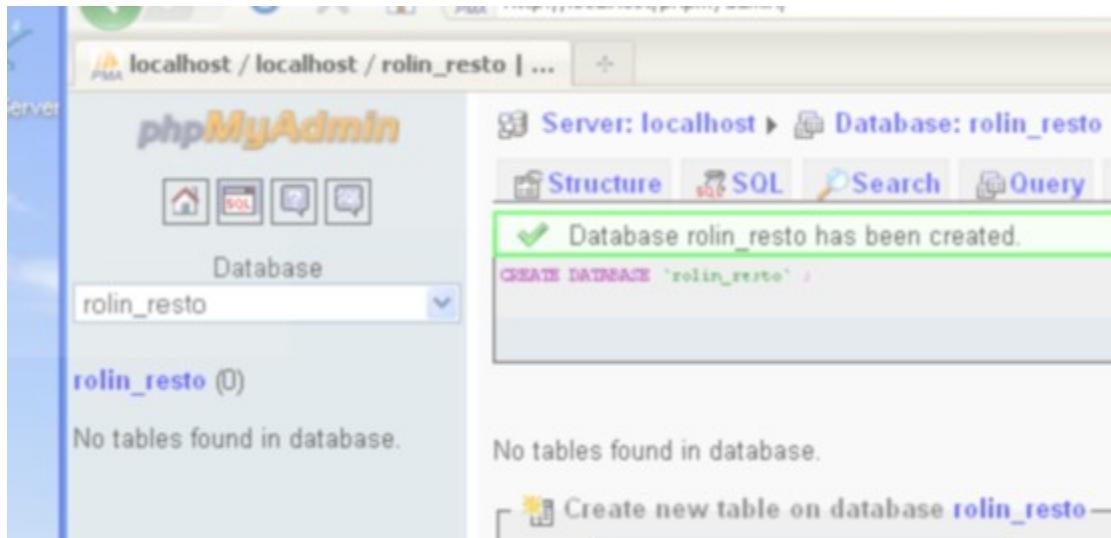 localhost / localhost / rolin_resto | ...
erver
phpMyAdmin
Server: localhost Database: rolin_resto
Structure SQL Search Query
Database rolin_resto has been created.
CREATE DATABASE `rolin_resto` ;
Database
rolin_resto
rolin_resto (0)
No tables found in database.
No tables found in database.
Create new table on database rolin_resto